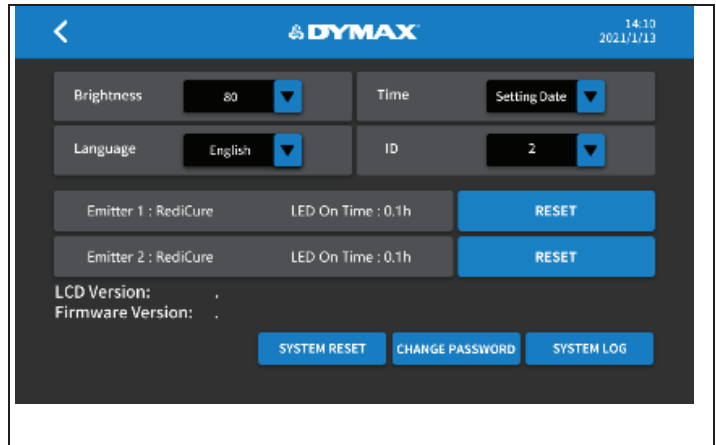 DYMAX
14:10
2021/1/13
Brightness 80 Time Setting Date
Language English ID 2
Emitter 1 : RediCure LED On Time : 0.1h RESET
Emitter 2 : RediCure LED On Time : 0.1h RESET
LCD Version: .
Firmware Version: .
SYSTEM RESET CHANGE PASSWORD SYSTEM LOG